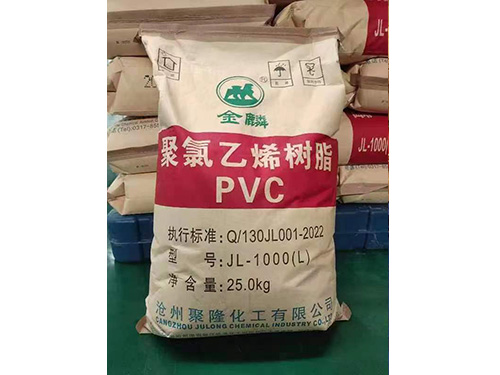 金麟
®
聚氯乙烯树脂
PVC
执行标准:Q/130JL001-2022
型 号:JL-1000(L)
净含量:25.0kg
沧州聚隆化工有限公司
CANGZHOU JULONG CHEMICAL INDUSTRY CO.,LTD
JL-1000(